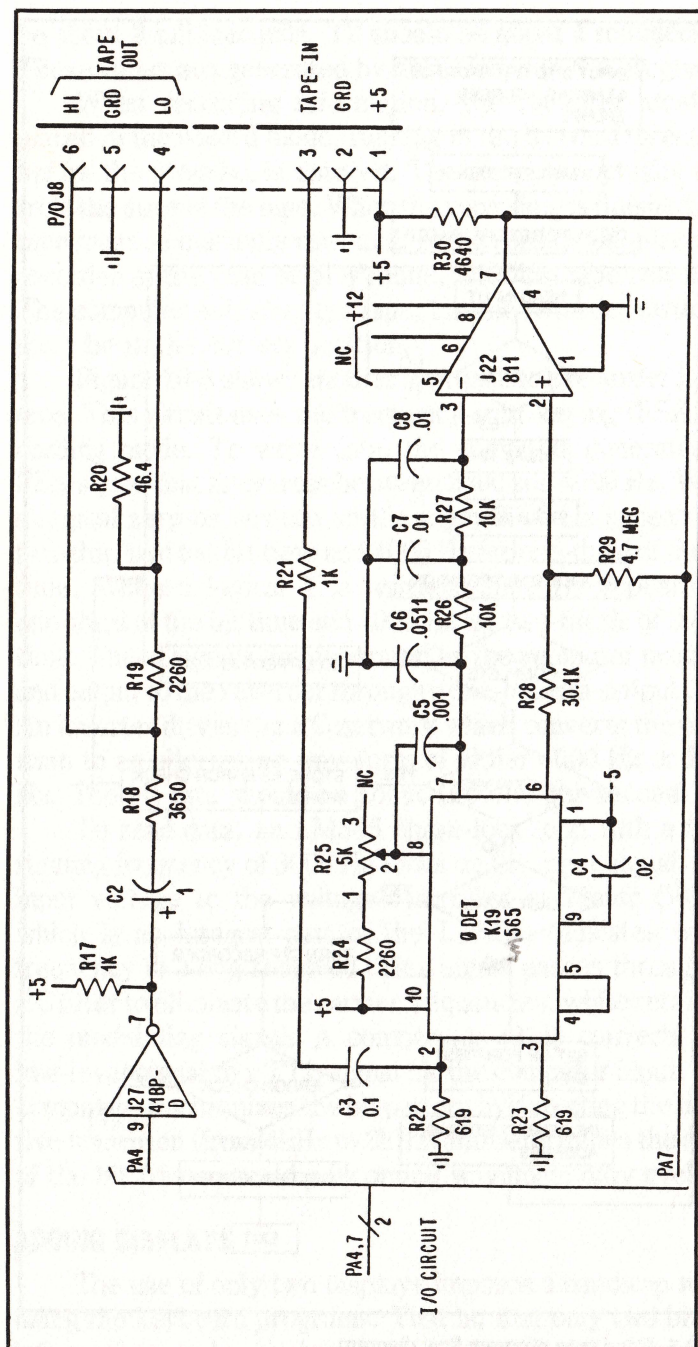 P/O J8
PA4
9
J27
41BP
D
7
+5
R17
1K
C2
1
+
R18
3650
R19
2260
R20
46.4
6
5
4
HI
GRD
LO
TAPE
OUT
PA4,7
2
I/O CIRCUIT
C3
0.1
R21
1K
3
2
1
TAPE-IN
GRD
+5
R22
619
R23
619
2
3
4
5
10
+5
R24
2260
1
R25
5K
2
3
NC
8
Ø DET
K19
565
9
C4
.02
1
-5
6
7
C5
.001
C6
.0511
C7
.01
C8
.01
R26
10K
R27
10K
R28
30.1K
R29
4.7 MEG
NC
5
6
+12
8
3
2
J22
811
-
+
1
4
7
+5
R30
4640
PA7